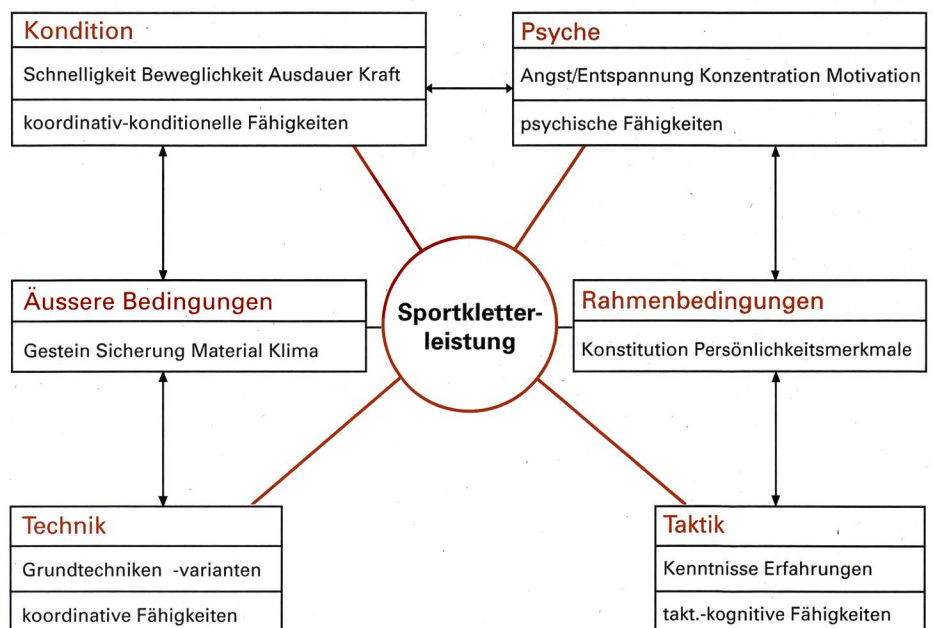 Kondition
Schnelligkeit Beweglichkeit Ausdauer Kraft
koordinativ-konditionelle Fähigkeiten
Psyche
Angst/Entspannung Konzentration Motivation
psychische Fähigkeiten
Äussere Bedingungen
Gestein Sicherung Material Klima
Sportkletter-
leistung
Rahmenbedingungen
Konstitution Persönlichkeitsmerkmale
Technik
Grundtechniken -varianten
koordinative Fähigkeiten
Taktik
Kenntnisse Erfahrungen
takt.-kognitive Fähigkeiten